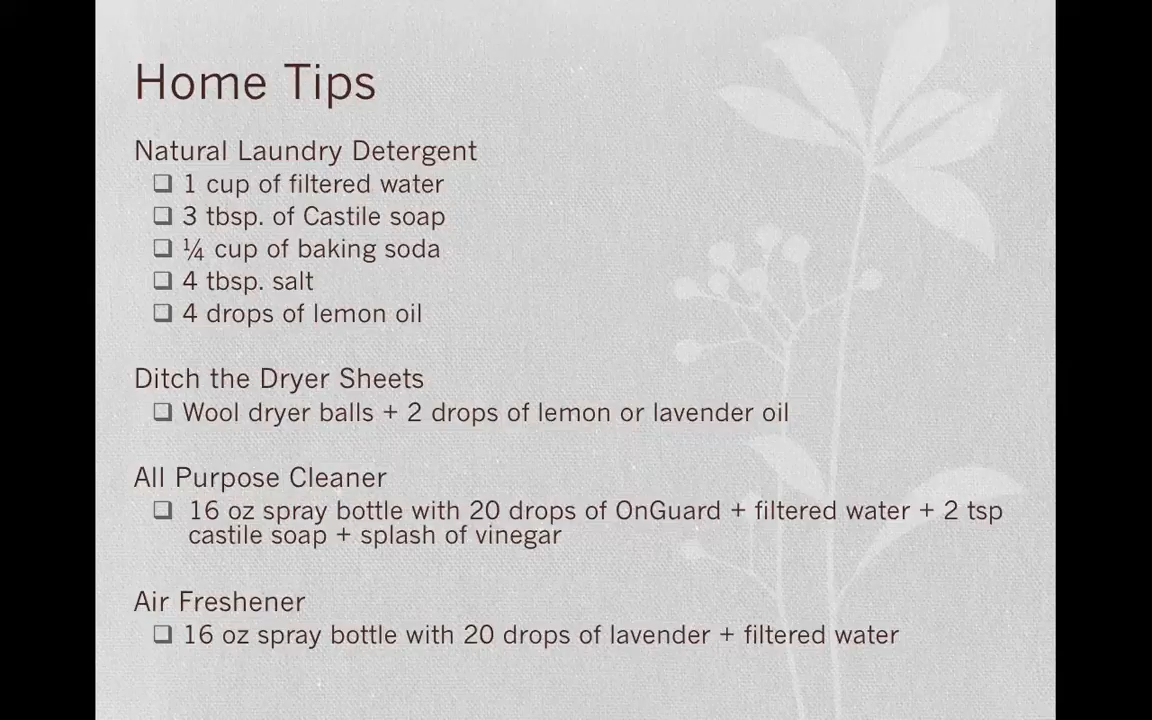 Home Tips
Natural Laundry Detergent
❑ 1 cup of filtered water
❑ 3 tbsp. of Castile soap
❑ ¼ cup of baking soda
❑ 4 tbsp. salt
❑ 4 drops of lemon oil
Ditch the Dryer Sheets
❑ Wool dryer balls + 2 drops of lemon or lavender oil
All Purpose Cleaner
❑ 16 oz spray bottle with 20 drops of OnGuard + filtered water + 2 tsp
castile soap + splash of vinegar
Air Freshener
❑ 16 oz spray bottle with 20 drops of lavender + filtered water